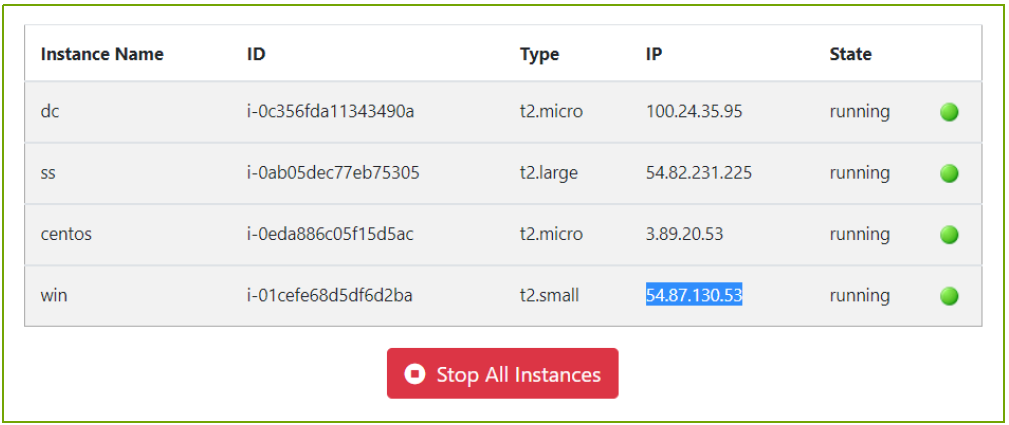 Instance Name ID Type IP State
dc i-0c356fda11343490a t2.micro 100.24.35.95 running
ss i-0ab05dec77eb75305 t2.large 54.82.231.225 running
centos i-0eda886c05f15d5ac t2.micro 3.89.20.53 running
win i-01cefe68d5df6d2ba t2.small 54.87.130.53 running
Stop All Instances